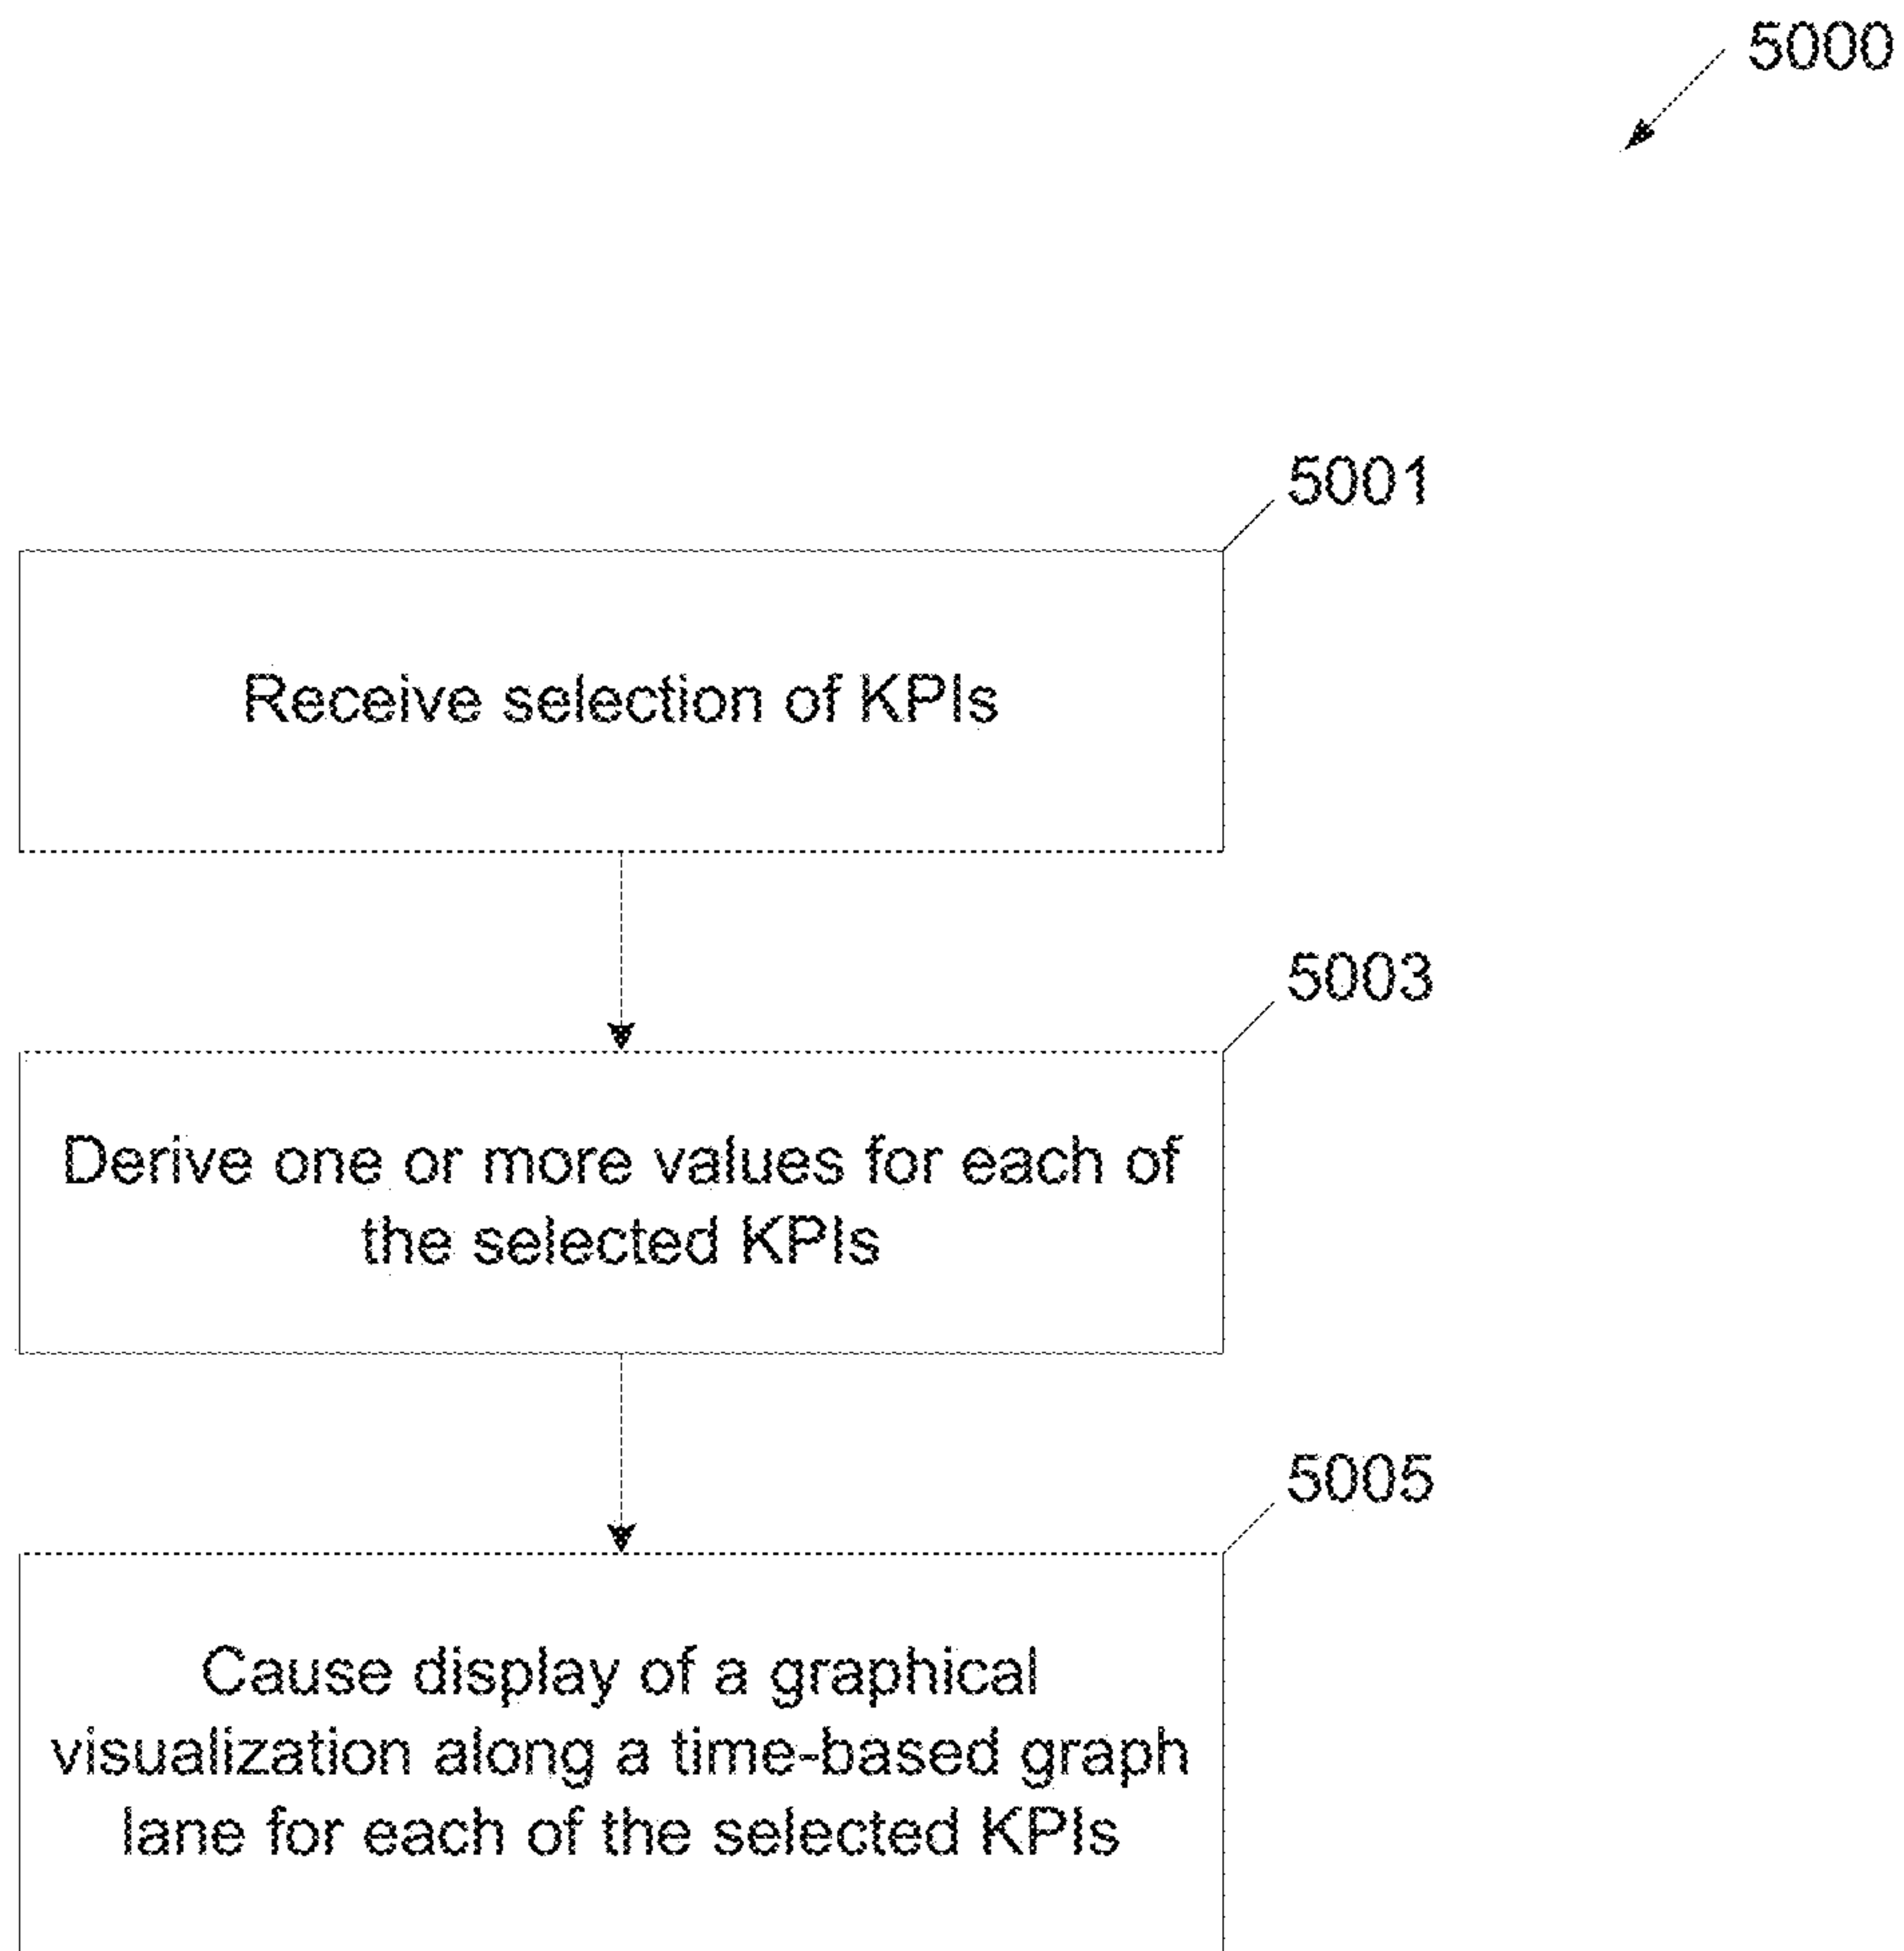 5000
5001
Receive selection of KPIs
5003
Derive one or more values for each of
the selected KPIs
5005
Cause display of a graphical
visualization along a time-based graph
lane for each of the selected KPIs